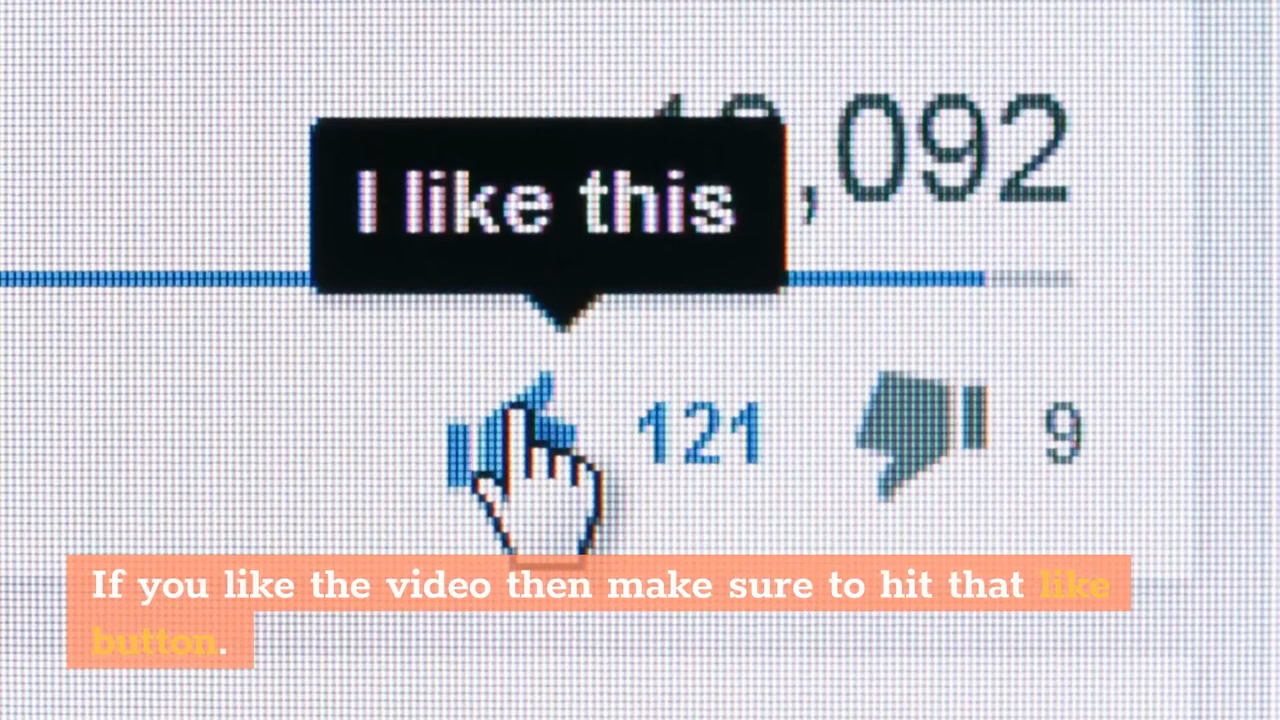 ,092
I like this
121 9
If you like the video then make sure to hit that like
button.